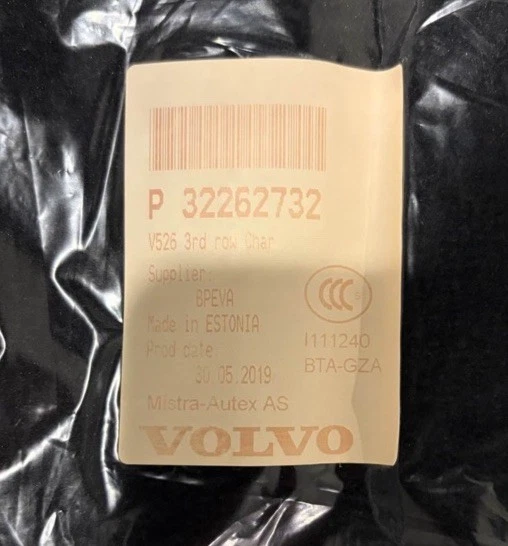 P 32262732
V526 3rd row Char
Supplier:
BPEVA
Made in ESTONIA
Prod date
30.05.2019
CCC
I111240
BTA-GZA
Mistra-Autex AS
VOLVO